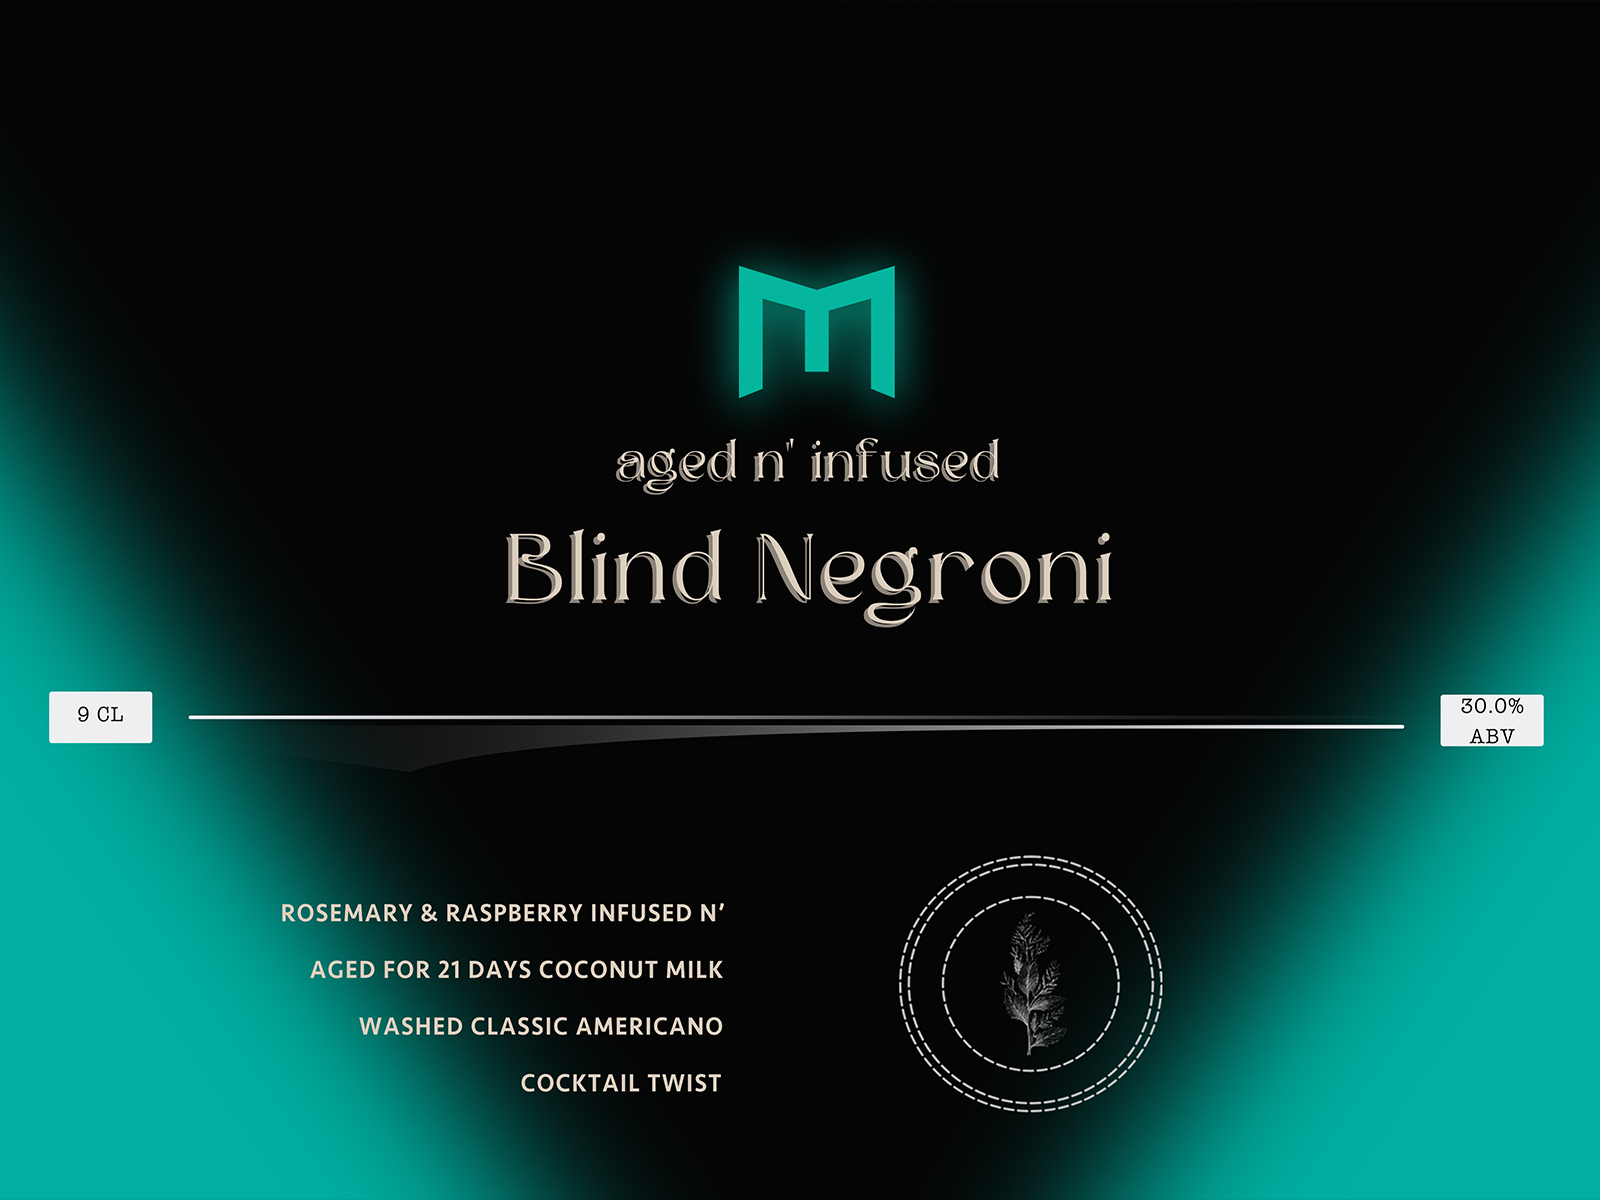 M
aged n' infused
Blind Negroni
9 CL
30.0%
ABV
ROSEMARY & RASPBERRY INFUSED N’
AGED FOR 21 DAYS COCONUT MILK
WASHED CLASSIC AMERICANO
COCKTAIL TWIST